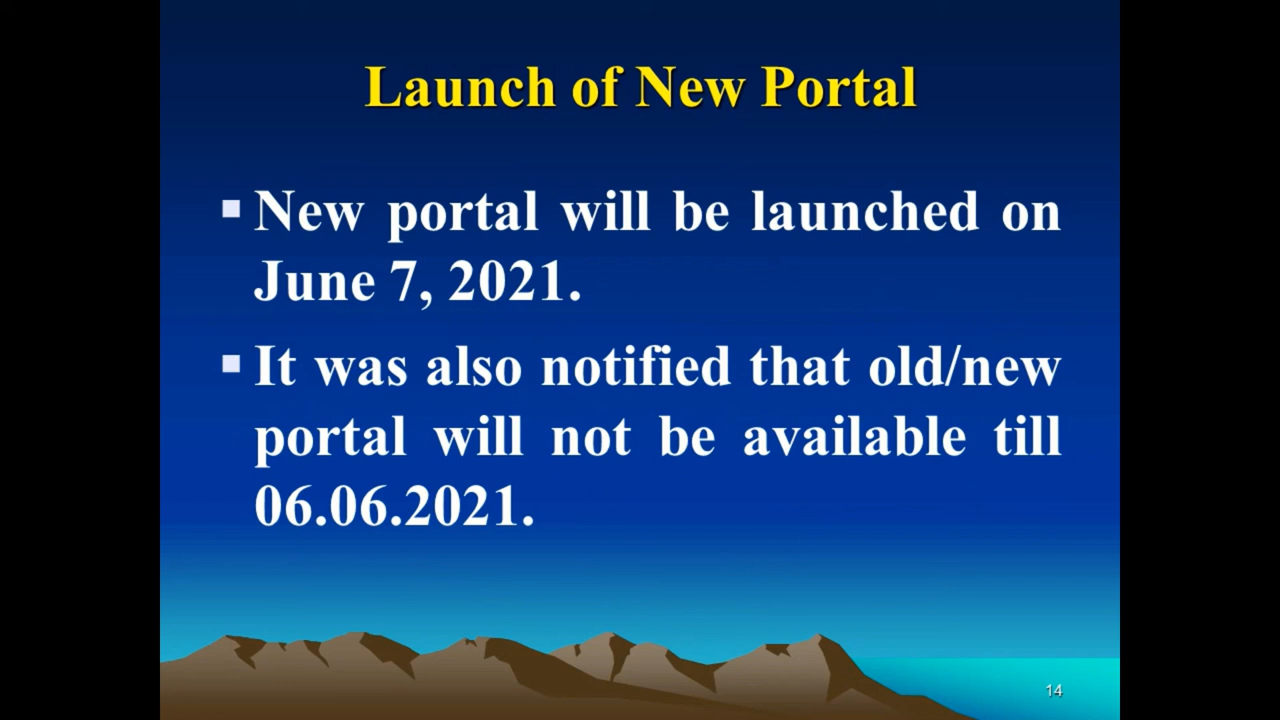 Launch of New Portal
▪ New portal will be launched on
June 7, 2021.
▪ It was also notified that old/new
portal will not be available till
06.06.2021.
14